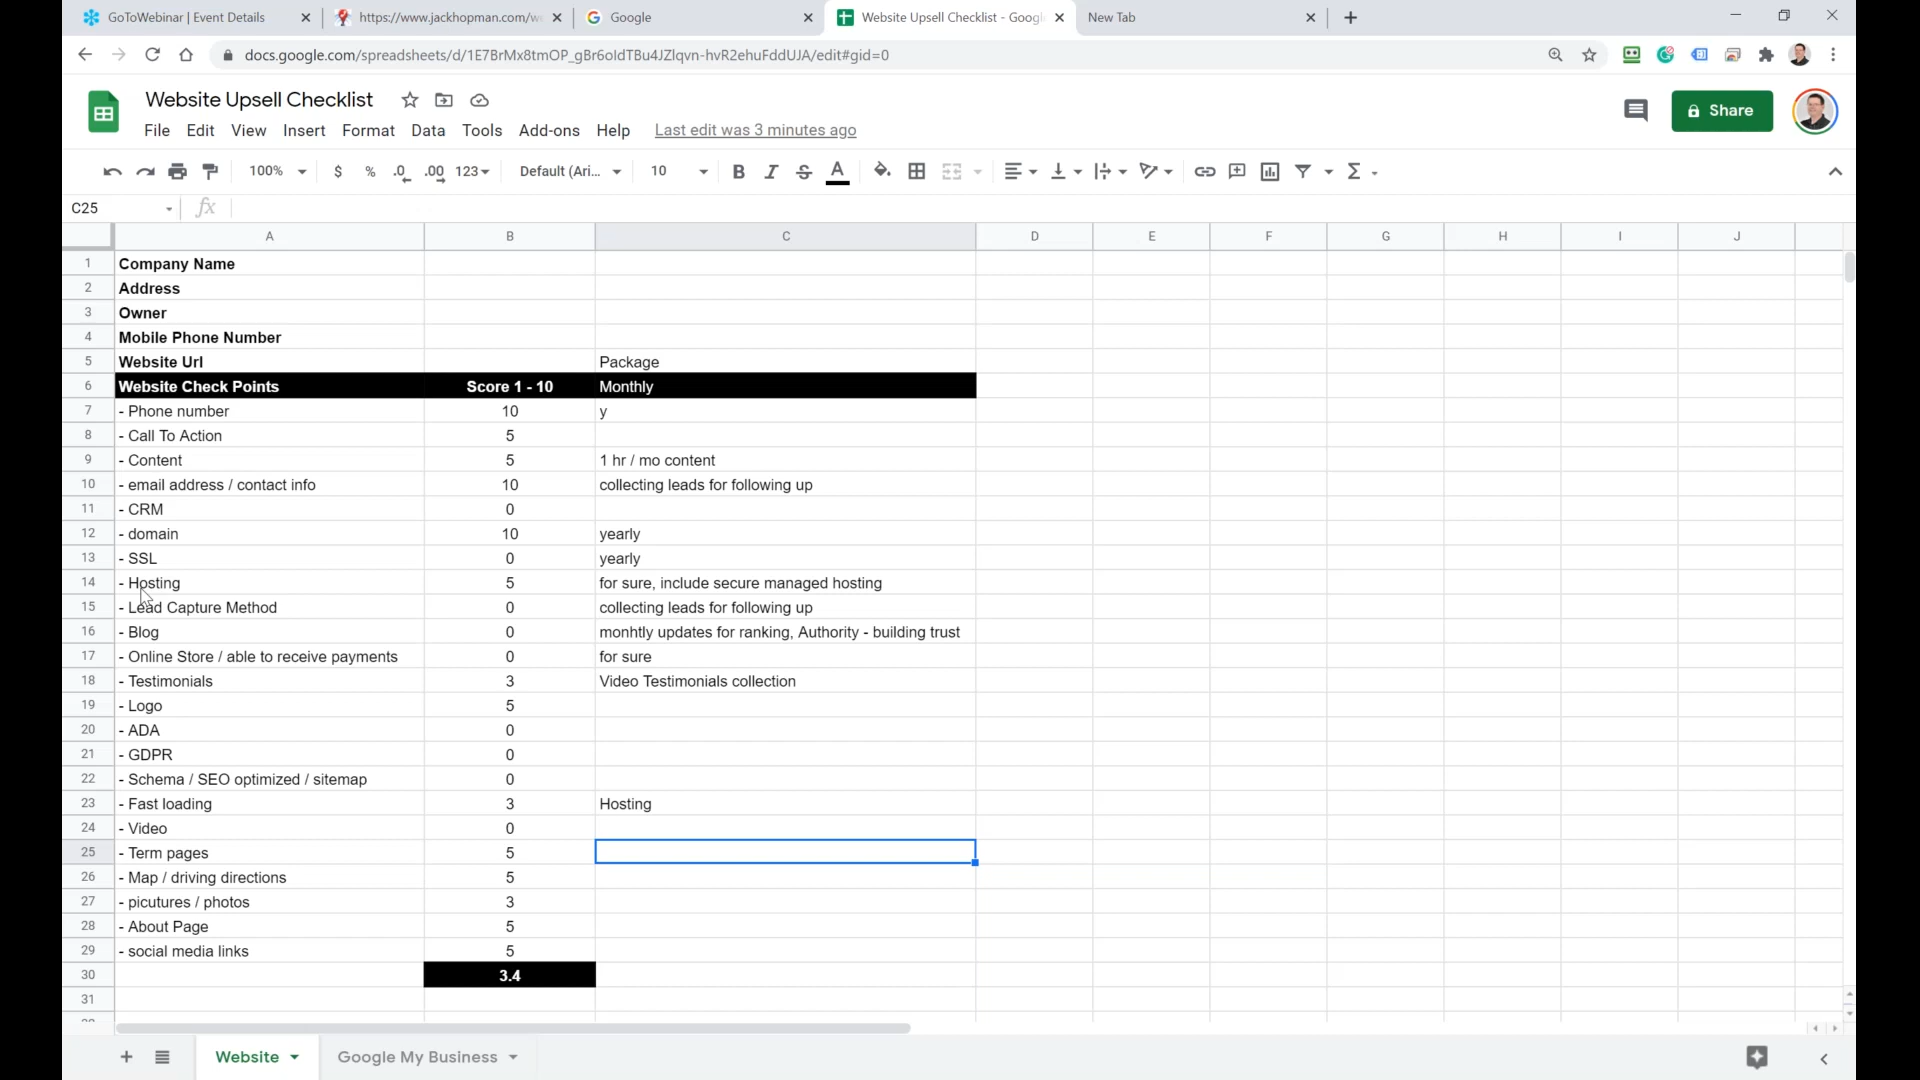 GoToWebinar | Event Details
https://www.jackhopman.com/w
Google
Website Upsell Checklist - Googl
New Tab
docs.google.com/spreadsheets/d/1E7BrMx8tmOP_gBr6oIdTBu4JZlqvn-hvR2ehuFddUJA/edit#gid=0
Website Upsell Checklist
File Edit View Insert Format Data Tools Add-ons Help Last edit was 3 minutes ago
Share
100% $ % .0 .00 123 Default (Ari... 10 B I S A Σ
C25 fx
A B C D E F G H I J
1 Company Name
2 Address
3 Owner
4 Mobile Phone Number
5 Website Url Package
6 Website Check Points Score 1 - 10 Monthly
7 - Phone number 10 y
8 - Call To Action 5
9 - Content 5 1 hr / mo content
10 - email address / contact info 10 collecting leads for following up
11 - CRM 0
12 - domain 10 yearly
13 - SSL 0 yearly
14 - Hosting 5 for sure, include secure managed hosting
15 - Lead Capture Method 0 collecting leads for following up
16 - Blog 0 monhtly updates for ranking, Authority - building trust
17 - Online Store / able to receive payments 0 for sure
18 - Testimonials 3 Video Testimonials collection
19 - Logo 5
20 - ADA 0
21 - GDPR 0
22 - Schema / SEO optimized / sitemap 0
23 - Fast loading 3 Hosting
24 - Video 0
25 - Term pages 5
26 - Map / driving directions 5
27 - picutures / photos 3
28 - About Page 5
29 - social media links 5
30 3.4
31
Website Google My Business